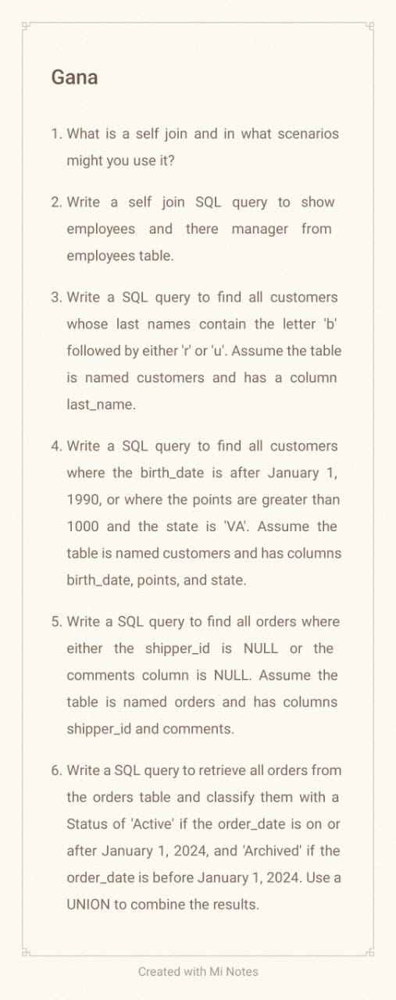 Gana
1. What is a self join and in what scenarios
might you use it?
2. Write a self join SQL query to show
employees and there manager from
employees table.
3. Write a SQL query to find all customers
whose last names contain the letter 'b'
followed by either 'r' or 'u'. Assume the table
is named customers and has a column
last_name.
4. Write a SQL query to find all customers
where the birth_date is after January 1,
1990, or where the points are greater than
1000 and the state is 'VA'. Assume the
table is named customers and has columns
birth_date, points, and state.
5. Write a SQL query to find all orders where
either the shipper_id is NULL or the
comments column is NULL. Assume the
table is named orders and has columns
shipper_id and comments.
6. Write a SQL query to retrieve all orders from
the orders table and classify them with a
Status of 'Active' if the order_date is on or
after January 1, 2024, and 'Archived' if the
order_date is before January 1, 2024. Use a
UNION to combine the results.
Created with Mi Notes